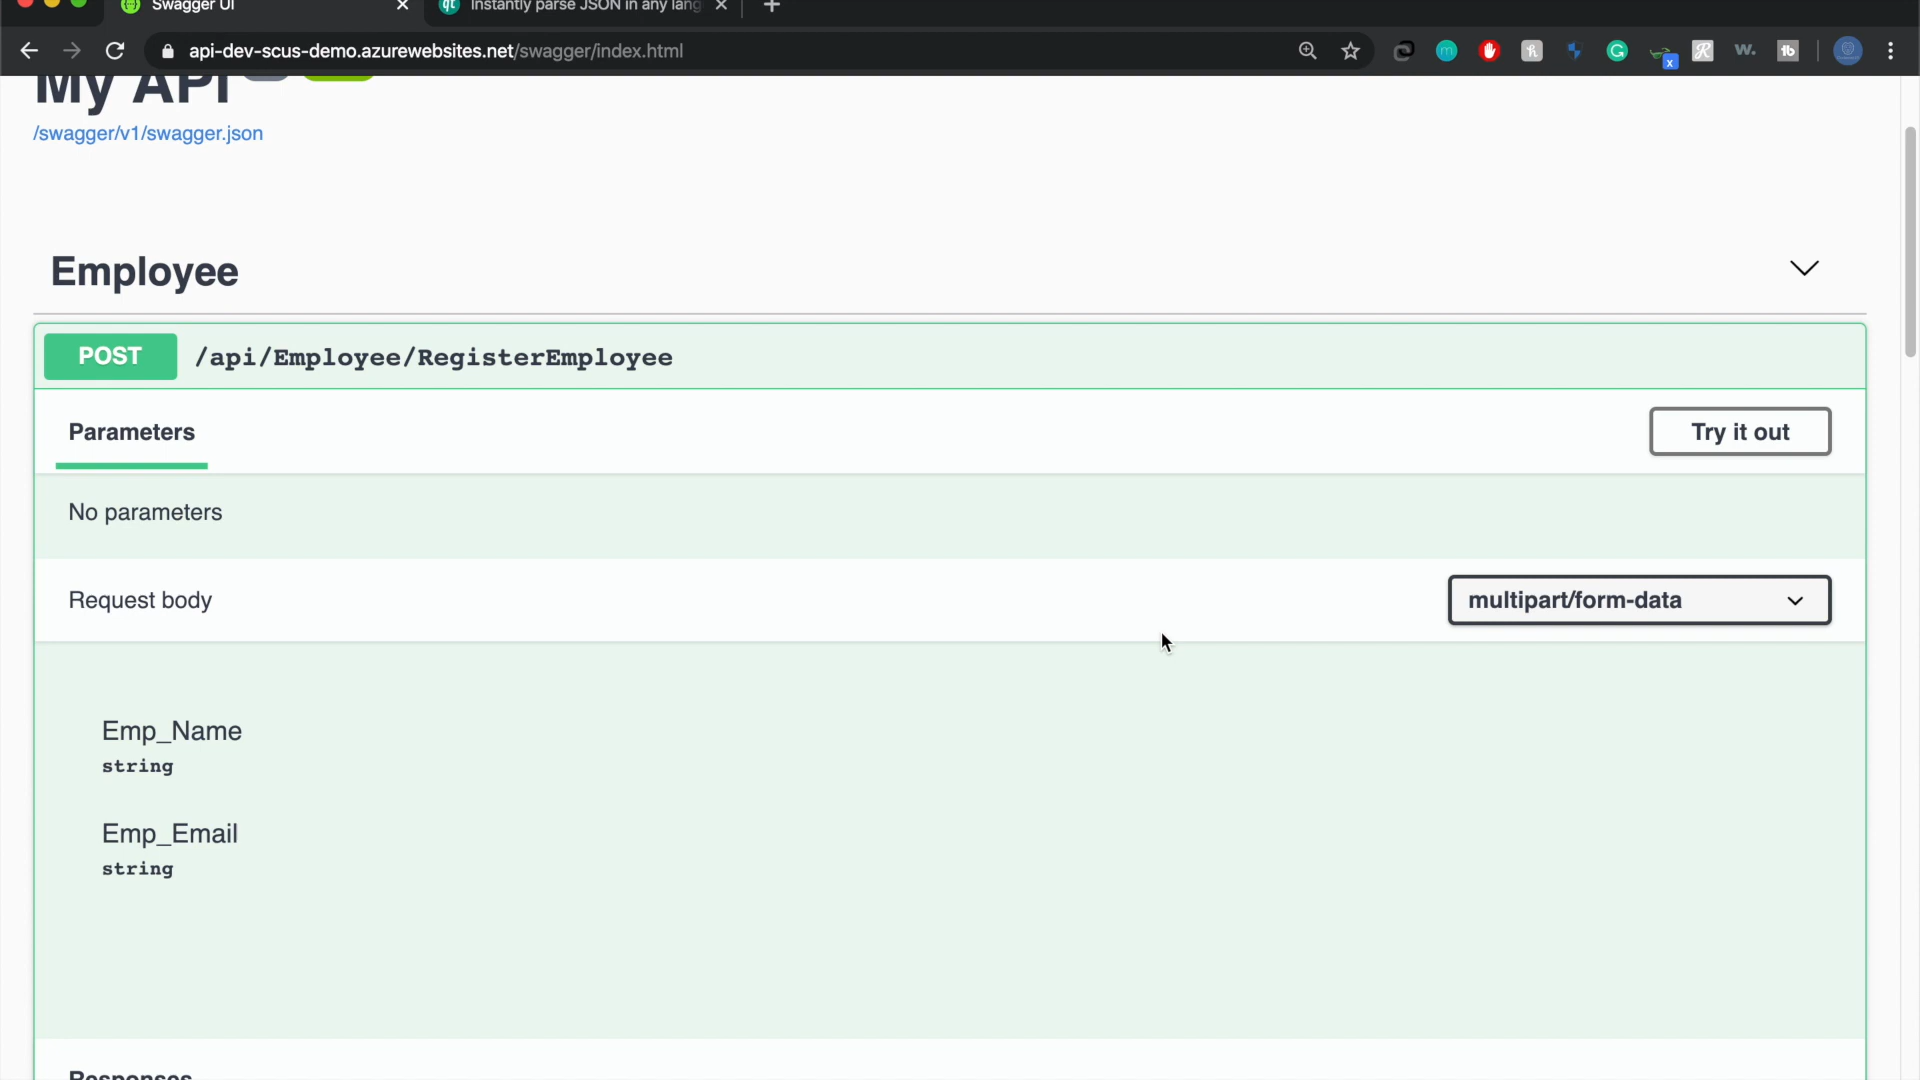 Swagger UI
Instantly parse JSON in any lang
api-dev-scus-demo.azurewebsites.net/swagger/index.html
My API
/swagger/v1/swagger.json
Employee
POST /api/Employee/RegisterEmployee
Parameters
Try it out
No parameters
Request body
multipart/form-data
Emp_Name
string
Emp_Email
string
Responses